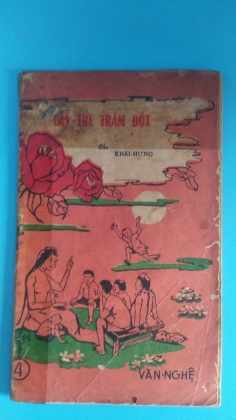 CÂY TRE TRĂM ĐỐT
Của
KHÁI-HƯNG
4
VĂN-NGHỆ